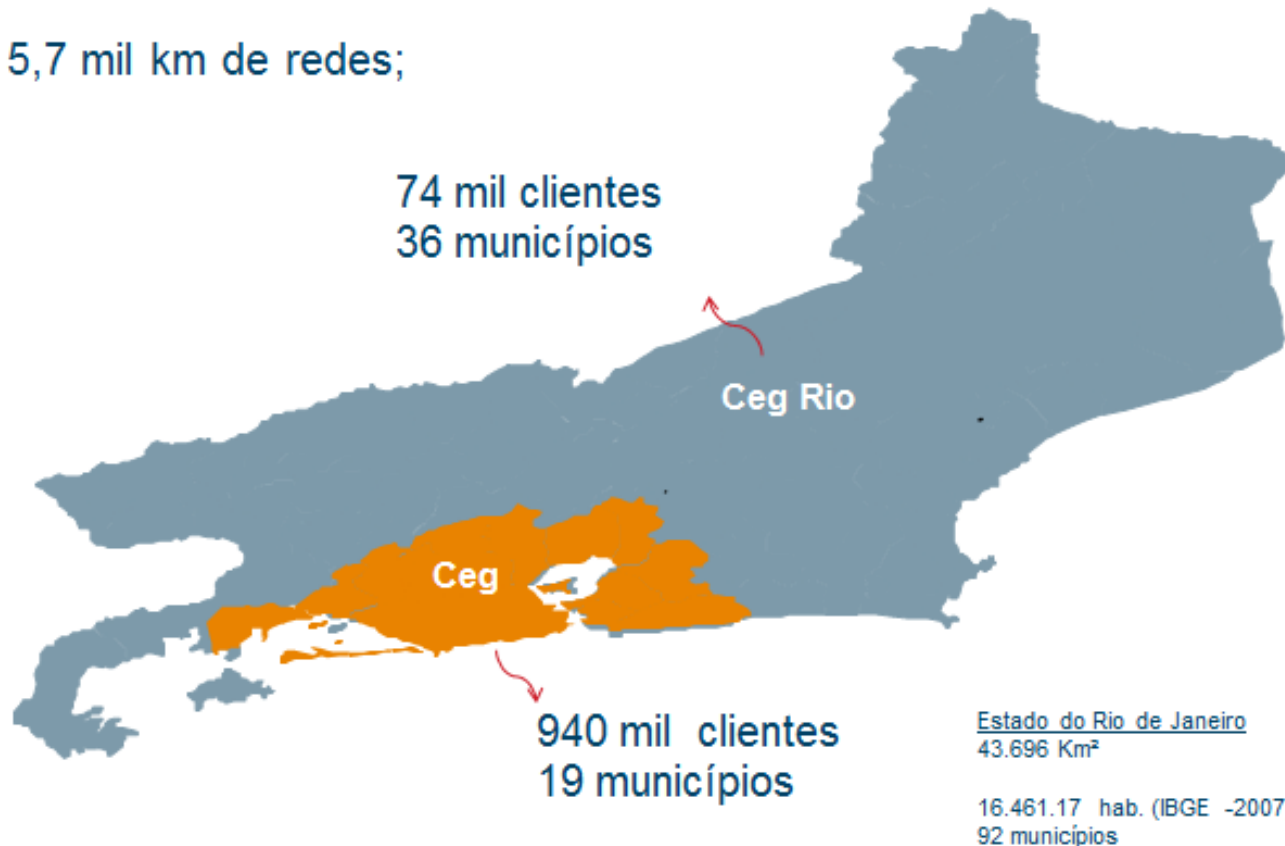 5,7 mil km de redes;
74 mil clientes
36 municípios
Ceg Rio
Ceg
940 mil clientes
19 municípios
Estado do Rio de Janeiro
43.696 Km²
16.461.17 hab. (IBGE -2007
92 municípios